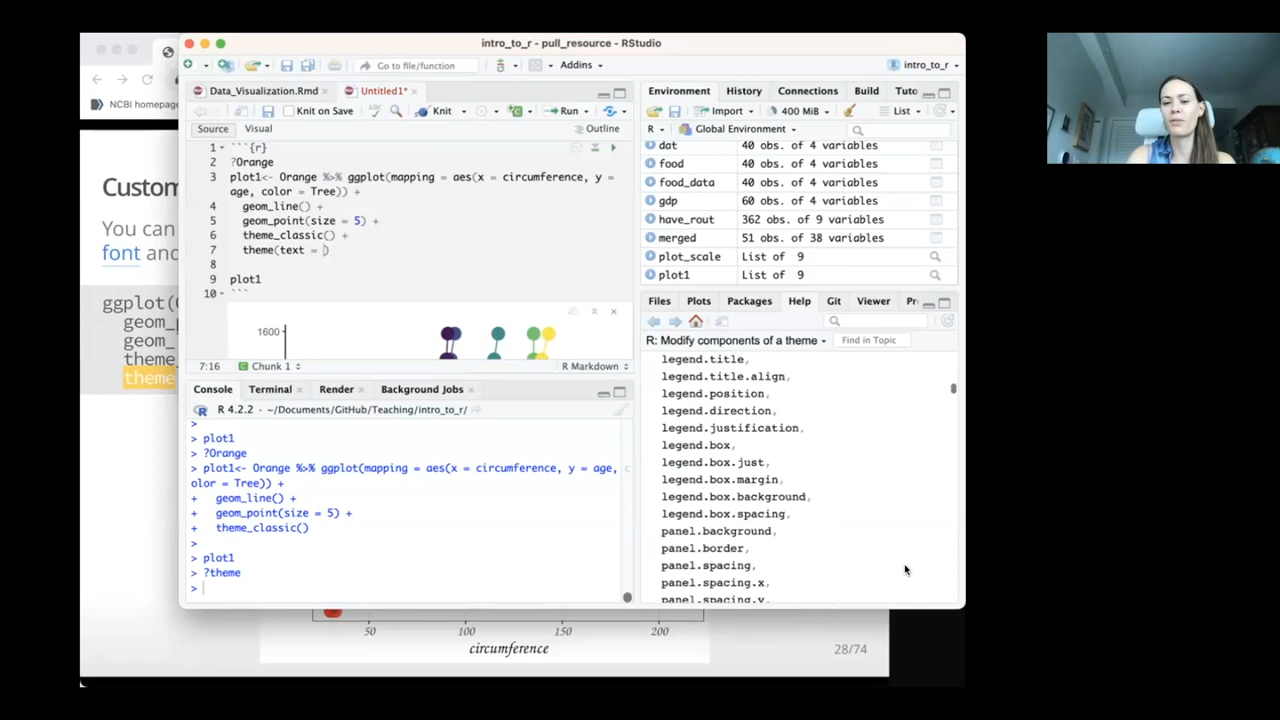 intro_to_r - pull_resource - RStudio
Go to file/function
Addins
intro_to_r
Data_Visualization.Rmd
Untitled1*
Knit on Save
Knit
Run
Source
Visual
Outline
1 ```{r}
2 ?Orange
3 plot1<- Orange %>% ggplot(mapping = aes(x = circumference, y =
age, color = Tree)) +
4 geom_line() +
5 geom_point(size = 5) +
6 theme_classic() +
7 theme(text = )
8
9 plot1
10 ```
1600
7:16
Chunk 1
R Markdown
Console
Terminal
Render
Background Jobs
R 4.2.2 · ~/Documents/GitHub/Teaching/intro_to_r/
>
> plot1
> ?Orange
> plot1<- Orange %>% ggplot(mapping = aes(x = circumference, y = age, c
olor = Tree)) +
+ geom_line() +
+ geom_point(size = 5) +
+ theme_classic()
>
> plot1
> ?theme
>
Environment
History
Connections
Build
Tuto
Import
400 MiB
List
R
Global Environment
dat 40 obs. of 4 variables
food 40 obs. of 4 variables
food_data 40 obs. of 4 variables
gdp 60 obs. of 4 variables
have_rout 362 obs. of 9 variables
merged 51 obs. of 38 variables
plot_scale List of 9
plot1 List of 9
Files
Plots
Packages
Help
Git
Viewer
Pr
R: Modify components of a theme
Find in Topic
legend.title,
legend.title.align,
legend.position,
legend.direction,
legend.justification,
legend.box,
legend.box.just,
legend.box.margin,
legend.box.background,
legend.box.spacing,
panel.background,
panel.border,
panel.spacing,
panel.spacing.x,
panel.spacing.y,
NCBI homepage
Custom
You can
font and
ggplot(
geom_
geom_
theme_
theme
50
100
150
200
circumference
28/74